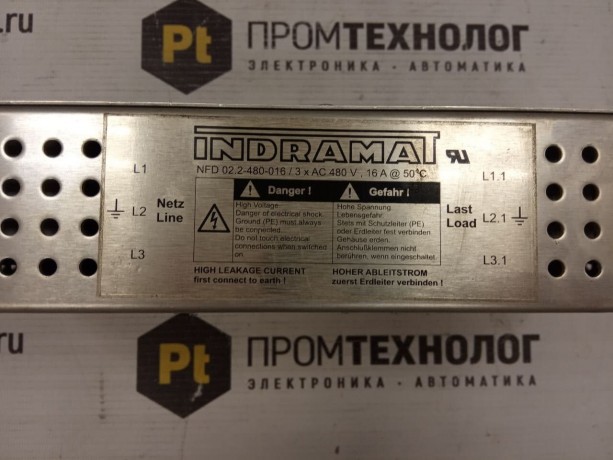 .ru
Pt
ПРОМТЕХНОЛОГ
ЭЛЕКТРОНИКА - АВТОМАТИКА
INDRAMAT
NFD 02.2-480-016 / 3 x AC 480 V , 16 A @ 50°C
L1
L2
L3
Netz
Line
Danger !
High Voltage.
Danger of electrical shock.
Ground (PE) must always
be connented.
Do not touch electrical
connections when switched
on.
Gefahr !
Hohe Spannung
Lebensgefahr.
Stets mit Schutzleiter (PE)
oder Erdleiter fest verbinden.
Gehäuse erden.
Anschlußklemmen nicht
berühren, wenn eingeschaltet.
Last
Load
L1.1
L2.1
L3.1
HIGH LEAKAGE CURRENT
first connect to earth !
HOHER ABLEITSTROM
zuerst Erdleiter verbinden !
.ru
Pt
ПРОМТЕХНОЛОГ
ЭЛЕКТРОНИКА - АВТОМАТИКА